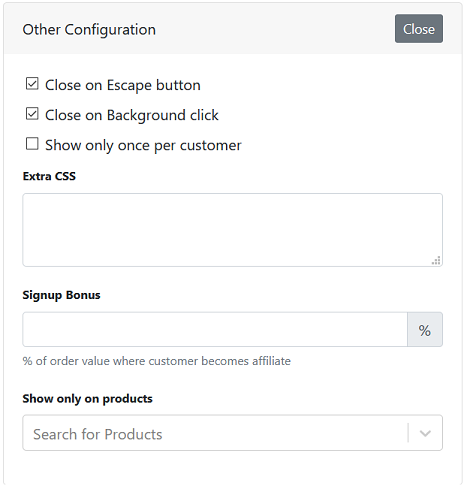 Other Configuration
Close
Close on Escape button
Close on Background click
Show only once per customer
Extra CSS
Signup Bonus
%
% of order value where customer becomes affiliate
Show only on products
Search for Products